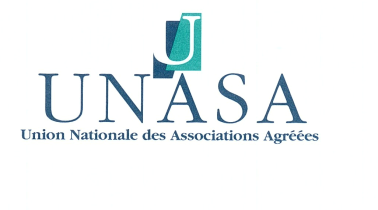 U
UNASA
Union Nationale des Associations Agréées